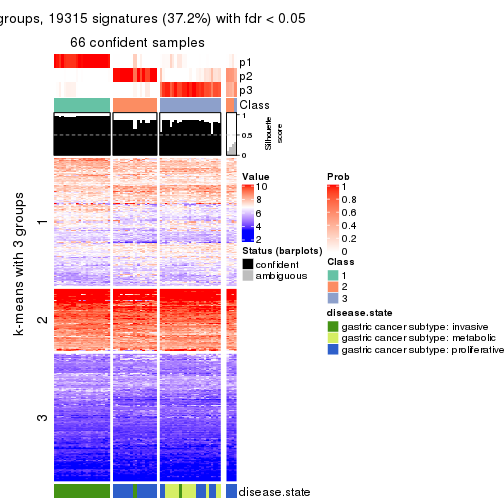 groups, 19315 signatures (37.2%) with fdr < 0.05
66 confident samples
p1
p2
p3
Class
1
0.5
0
Silhouette
score
k-means with 3 groups
1
2
3
Value
10
8
6
4
2
Status (barplots)
confident
ambiguous
Prob
1
0.8
0.6
0.4
0.2
0
Class
1
2
3
disease.state
gastric cancer subtype: invasive
gastric cancer subtype: metabolic
gastric cancer subtype: proliferative
disease.state